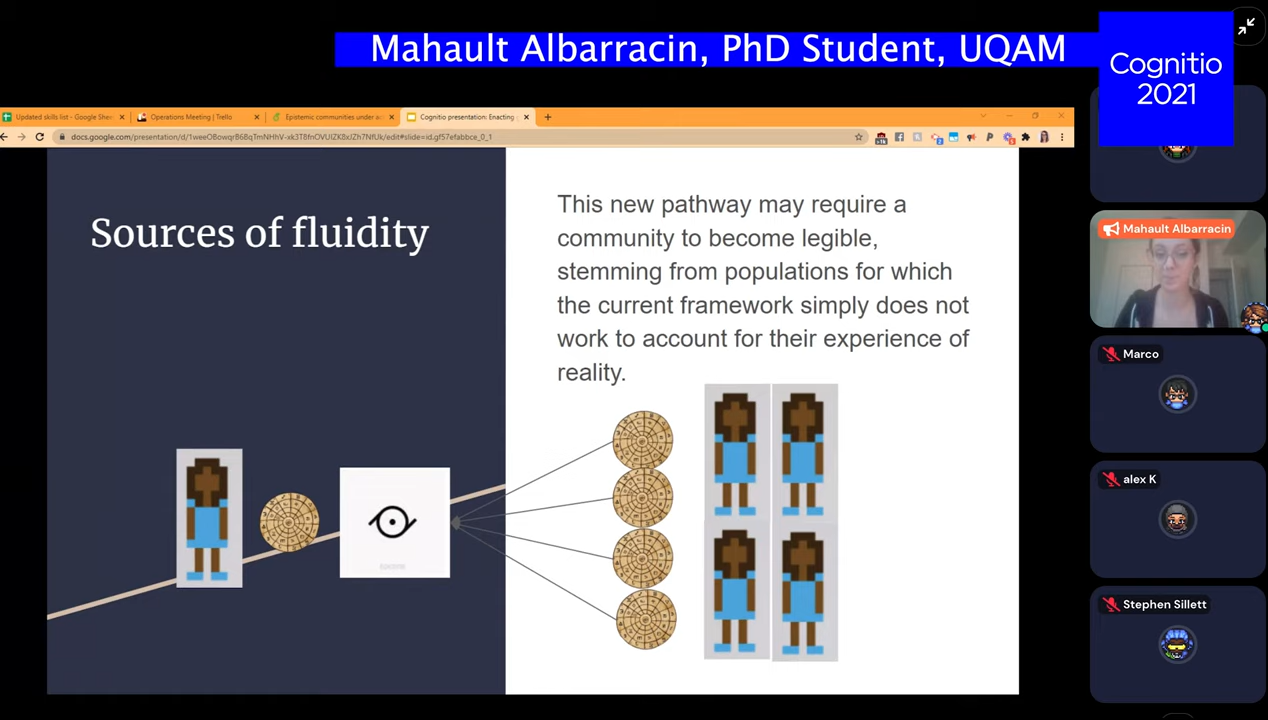 Mahault Albarracin, PhD Student, UQAM
Cognitio
2021
Updated skills list - Google Shee
Operations Meeting | Trello
Epistemic communities under ac
Cognitio presentation: Enacting
docs.google.com/presentation/d/1weeOBowqrB6BqTmNHhV-xk3TBfnOVUIZKBxJZh7NfUk/edit#slide=id.gf57efabbce_0_1
Sources of fluidity
This new pathway may require a
community to become legible,
stemming from populations for which
the current framework simply does not
work to account for their experience of
reality.
Mahault Albarracin
Marco
alex K
Stephen Sillett